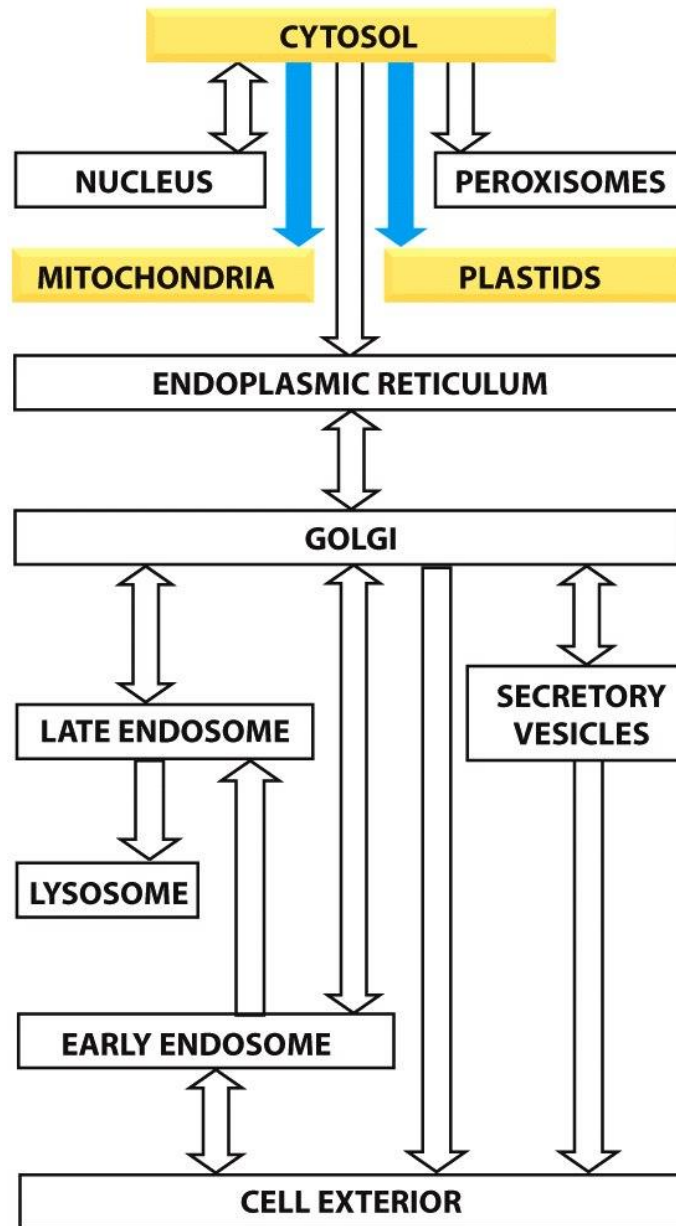 CYTOSOL
NUCLEUS
PEROXISOMES
MITOCHONDRIA
PLASTIDS
ENDOPLASMIC RETICULUM
GOLGI
SECRETORY
VESICLES
LATE ENDOSOME
LYSOSOME
EARLY ENDOSOME
CELL EXTERIOR